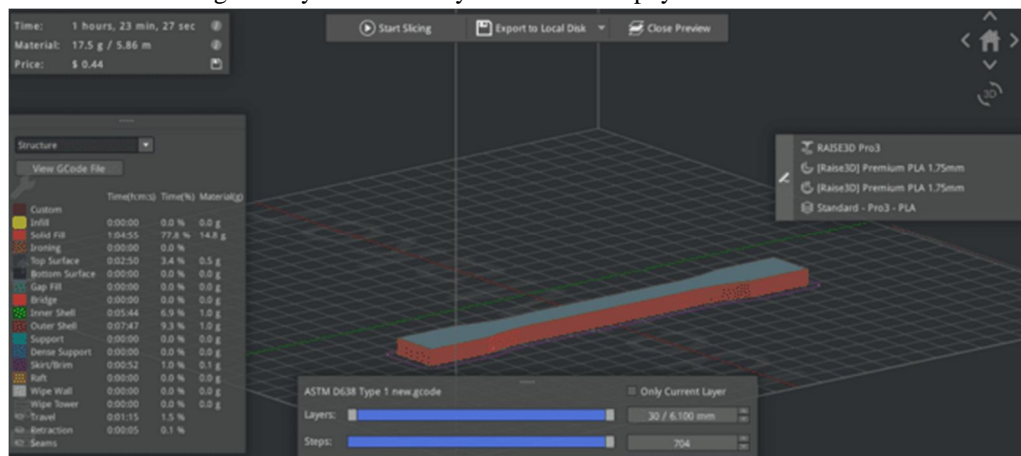 Time: 1 hours, 23 min, 27 sec
Material: 17.5 g / 5.86 m
Price: $ 0.44
Start Slicing
Export to Local Disk
Close Preview
3D
RAISE3D Pro3
[Raise3D] Premium PLA 1.75mm
[Raise3D] Premium PLA 1.75mm
Standard - Pro3 - PLA
Structure
View GCode File
Time(h:m:s) Time(%) Material(g)
Custom
Infill 0:00:00 0.0 % 0.0 g
Solid Fill 1:04:55 77.8 % 14.8 g
Ironing 0:00:00 0.0 %
Top Surface 0:02:50 3.4 % 0.5 g
Bottom Surface 0:00:00 0.0 % 0.0 g
Gap Fill 0:00:00 0.0 % 0.0 g
Bridge 0:00:00 0.0 % 0.0 g
Inner Shell 0:05:44 6.9 % 1.0 g
Outer Shell 0:07:47 9.3 % 1.0 g
Support 0:00:00 0.0 % 0.0 g
Dense Support 0:00:00 0.0 % 0.0 g
Skirt/Brim 0:00:52 1.0 % 0.1 g
Raft 0:00:00 0.0 % 0.0 g
Wipe Wall 0:00:00 0.0 % 0.0 g
Wipe Tower 0:00:00 0.0 % 0.0 g
Travel 0:01:15 1.5 %
Retraction 0:00:05 0.1 %
Seams
ASTM D638 Type 1 new.gcode
Only Current Layer
Layers: 30 / 6.100 mm
Steps: 704